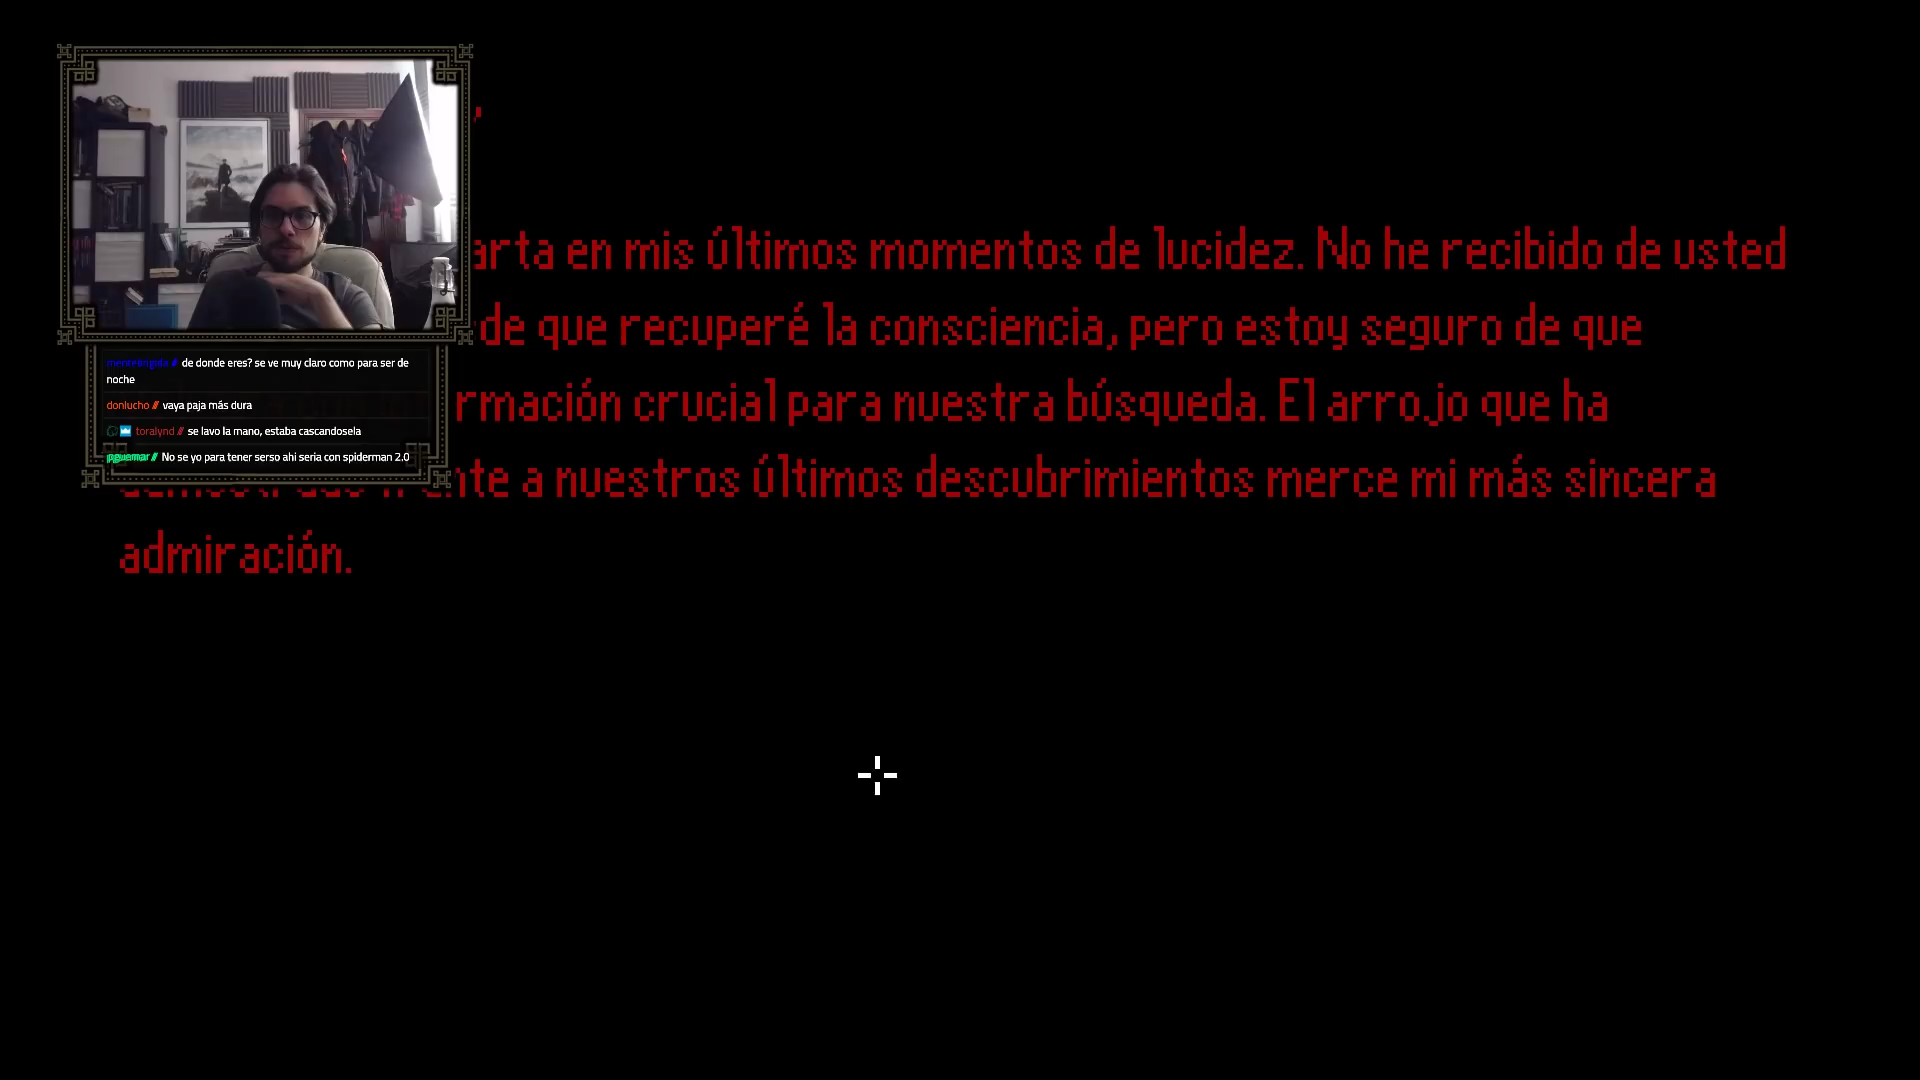 ,
arta en mis últimos momentos de lucidez. No he recibido de usted
de que recuperé la consciencia, pero estoy seguro de que
de donde eres? se ve muy claro como para ser de
noche
rmación crucial para nuestra búsqueda. El arrojo que ha
donlucho // vaya paja más dura
toralynd // se lavo la mano, estaba cascandosela
pguemar // No se yo para tener serso ahi seria con spiderman 2.0
nte a nuestros últimos descubrimientos merce mi más sincera
admiración.